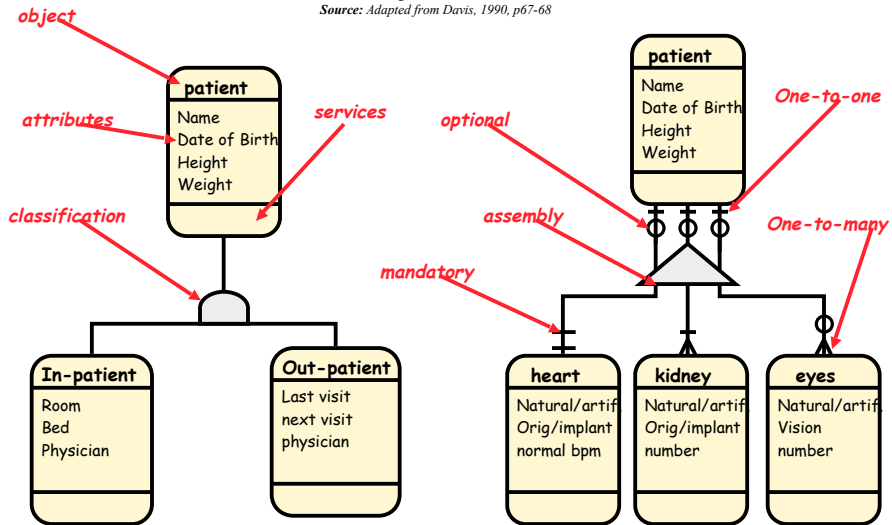 Source: Adapted from Davis, 1990, p67-68
object
patient
Name
Date of Birth
Height
Weight
attributes
services
classification
In-patient
Room
Bed
Physician
Out-patient
Last visit
next visit
physician
patient
Name
Date of Birth
Height
Weight
optional
One-to-one
assembly
One-to-many
mandatory
heart
Natural/artif.
Orig/implant
normal bpm
kidney
Natural/artif.
Orig/implant
number
eyes
Natural/artif.
Vision
number